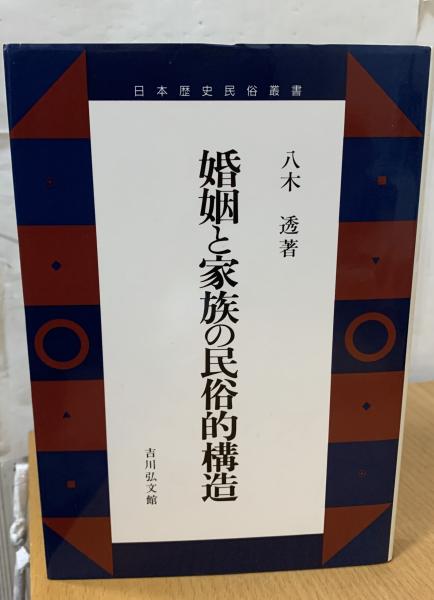 日本歴史民俗叢書
八木 透著
婚姻と家族の民俗的構造
吉川弘文館